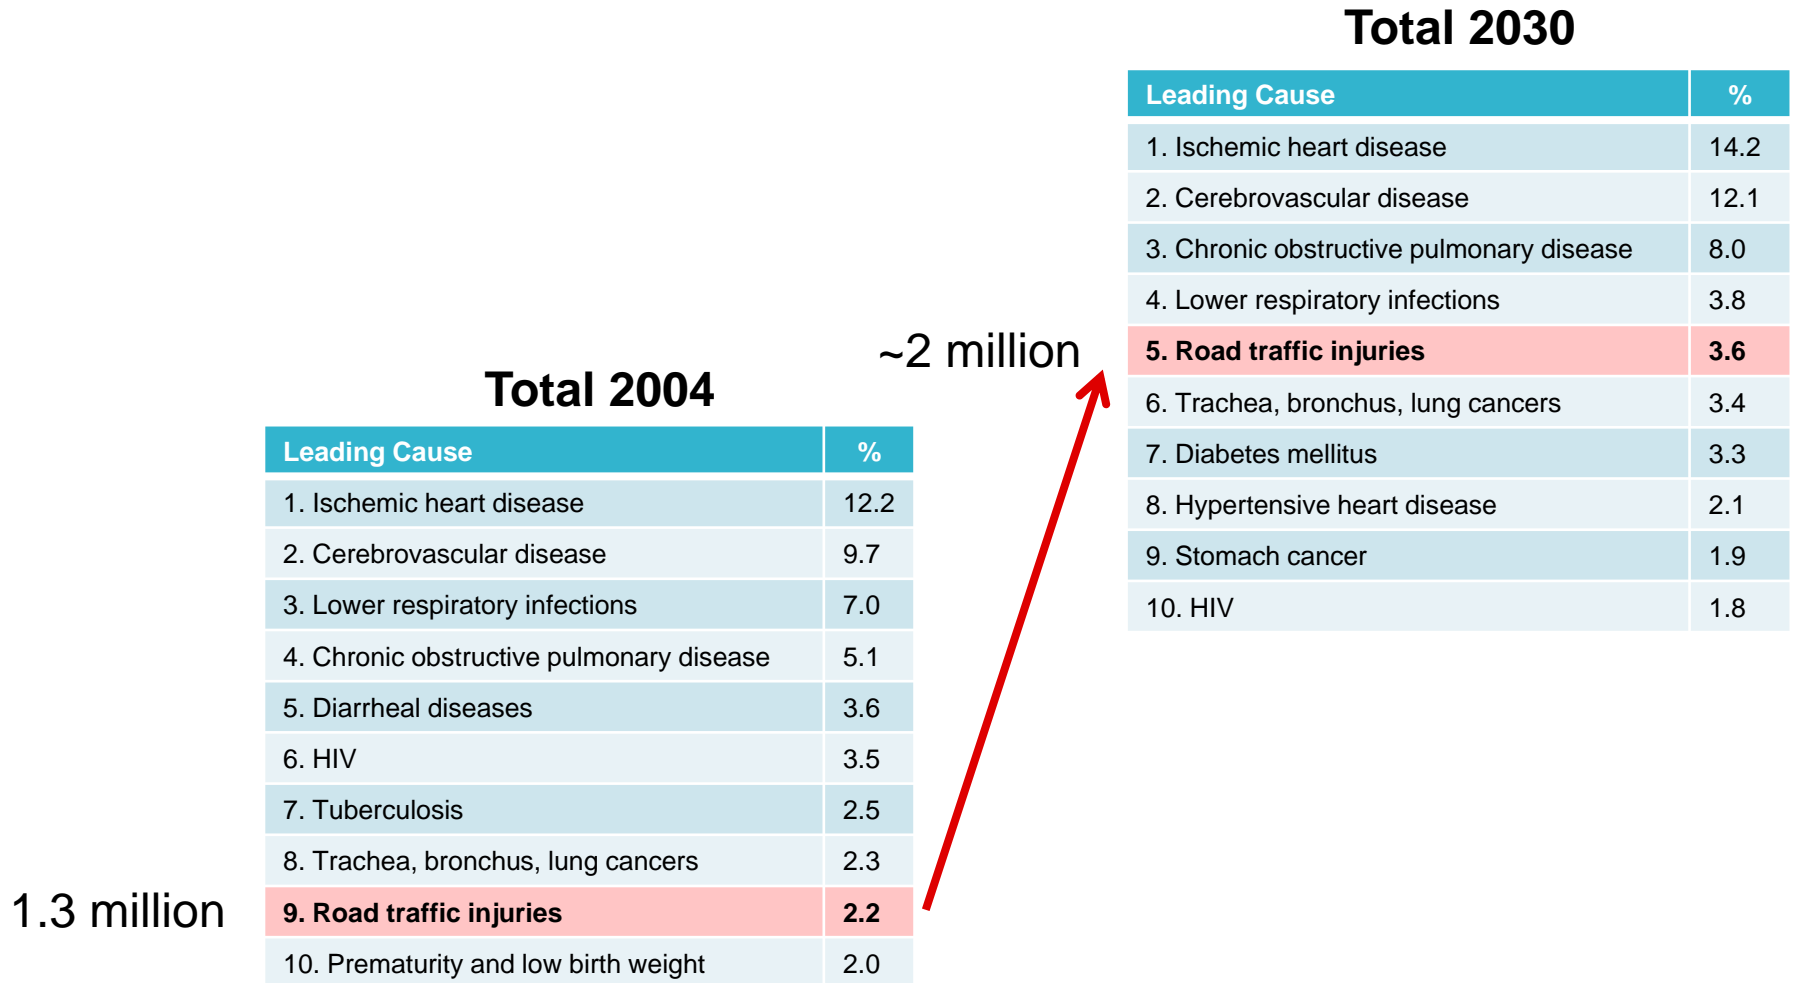 Total 2030
Leading Cause %
1. Ischemic heart disease 14.2
2. Cerebrovascular disease 12.1
3. Chronic obstructive pulmonary disease 8.0
4. Lower respiratory infections 3.8
~2 million
5. Road traffic injuries 3.6
6. Trachea, bronchus, lung cancers 3.4
7. Diabetes mellitus 3.3
8. Hypertensive heart disease 2.1
9. Stomach cancer 1.9
10. HIV 1.8
Total 2004
Leading Cause %
1. Ischemic heart disease 12.2
2. Cerebrovascular disease 9.7
3. Lower respiratory infections 7.0
4. Chronic obstructive pulmonary disease 5.1
5. Diarrheal diseases 3.6
6. HIV 3.5
7. Tuberculosis 2.5
8. Trachea, bronchus, lung cancers 2.3
1.3 million
9. Road traffic injuries 2.2
10. Prematurity and low birth weight 2.0